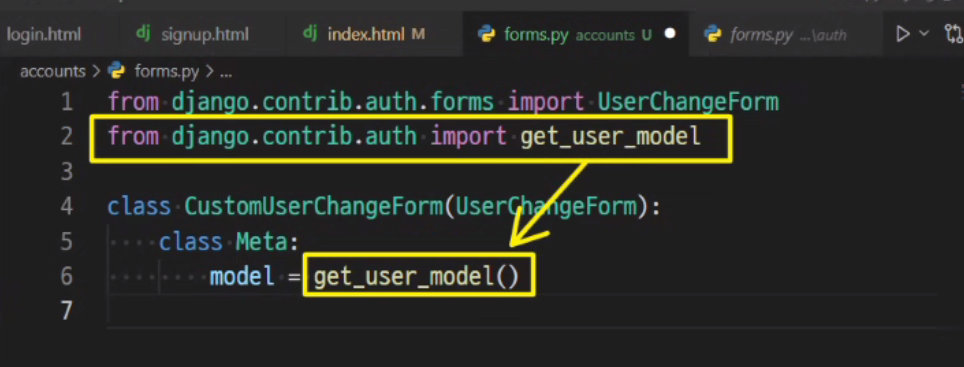 login.html signup.html index.html M forms.py accounts U forms.py ...\auth
accounts > forms.py > ...
1 from django.contrib.auth.forms import UserChangeForm
2 from django.contrib.auth import get_user_model
3
4 class CustomUserChangeForm(UserChangeForm):
5 class Meta:
6 model = get_user_model()
7